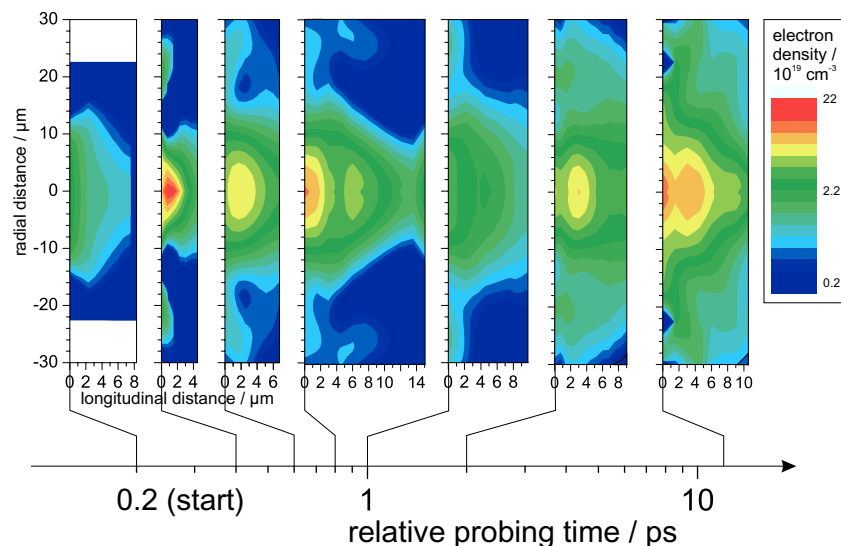 30
20
10
0
-10
-20
-30
radial distance / µm
0 2 4 6 8
0 2 4
0 2 4 6
0 2 4 6 8 10 14
0 2 4 6 8
0 2 4 6 8
0 2 4 6 8 10
longitudinal distance / µm
electron
density /
10¹⁹ cm⁻³
22
2.2
0.2
0.2 (start)
1
10
relative probing time / ps